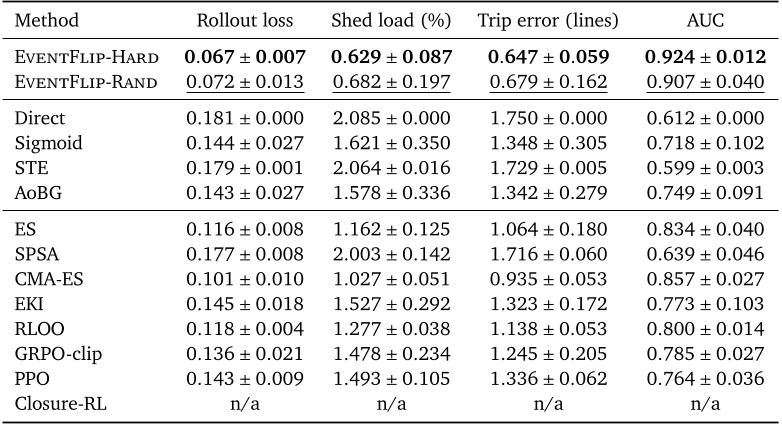 Method Rollout loss Shed load (%) Trip error (lines) AUC
EventFlip-Hard 0.067 ± 0.007 0.629 ± 0.087 0.647 ± 0.059 0.924 ± 0.012
EventFlip-Rand 0.072 ± 0.013 0.682 ± 0.197 0.679 ± 0.162 0.907 ± 0.040
Direct 0.181 ± 0.000 2.085 ± 0.000 1.750 ± 0.000 0.612 ± 0.000
Sigmoid 0.144 ± 0.027 1.621 ± 0.350 1.348 ± 0.305 0.718 ± 0.102
STE 0.179 ± 0.001 2.064 ± 0.016 1.729 ± 0.005 0.599 ± 0.003
AoBG 0.143 ± 0.027 1.578 ± 0.336 1.342 ± 0.279 0.749 ± 0.091
ES 0.116 ± 0.008 1.162 ± 0.125 1.064 ± 0.180 0.834 ± 0.040
SPSA 0.177 ± 0.008 2.003 ± 0.142 1.716 ± 0.060 0.639 ± 0.046
CMA-ES 0.101 ± 0.010 1.027 ± 0.051 0.935 ± 0.053 0.857 ± 0.027
EKI 0.145 ± 0.018 1.527 ± 0.292 1.323 ± 0.172 0.773 ± 0.103
RLOO 0.118 ± 0.004 1.277 ± 0.038 1.138 ± 0.053 0.800 ± 0.014
GRPO-clip 0.136 ± 0.021 1.478 ± 0.234 1.245 ± 0.205 0.785 ± 0.027
PPO 0.143 ± 0.009 1.493 ± 0.105 1.336 ± 0.062 0.764 ± 0.036
Closure-RL n/a n/a n/a n/a